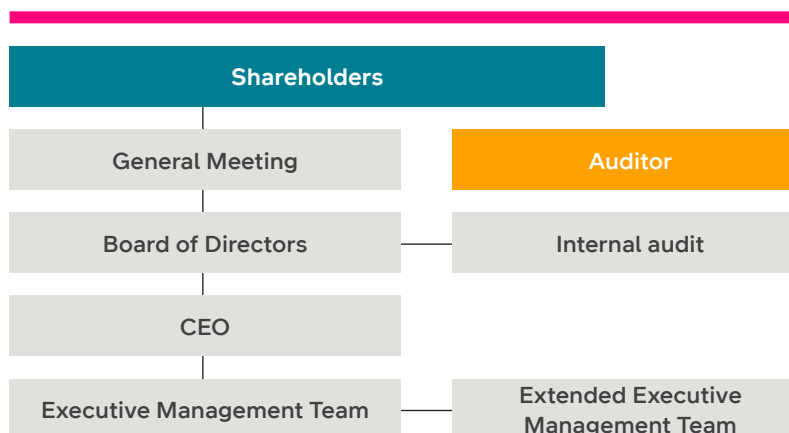 Shareholders
General Meeting
Auditor
Board of Directors
Internal audit
CEO
Executive Management Team
Extended Executive
Management Team